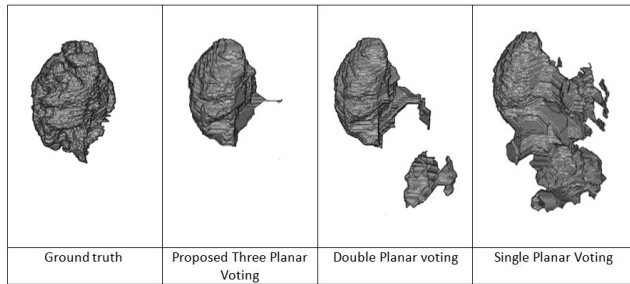 Ground truth
Proposed Three Planar
Voting
Double Planar voting
Single Planar Voting